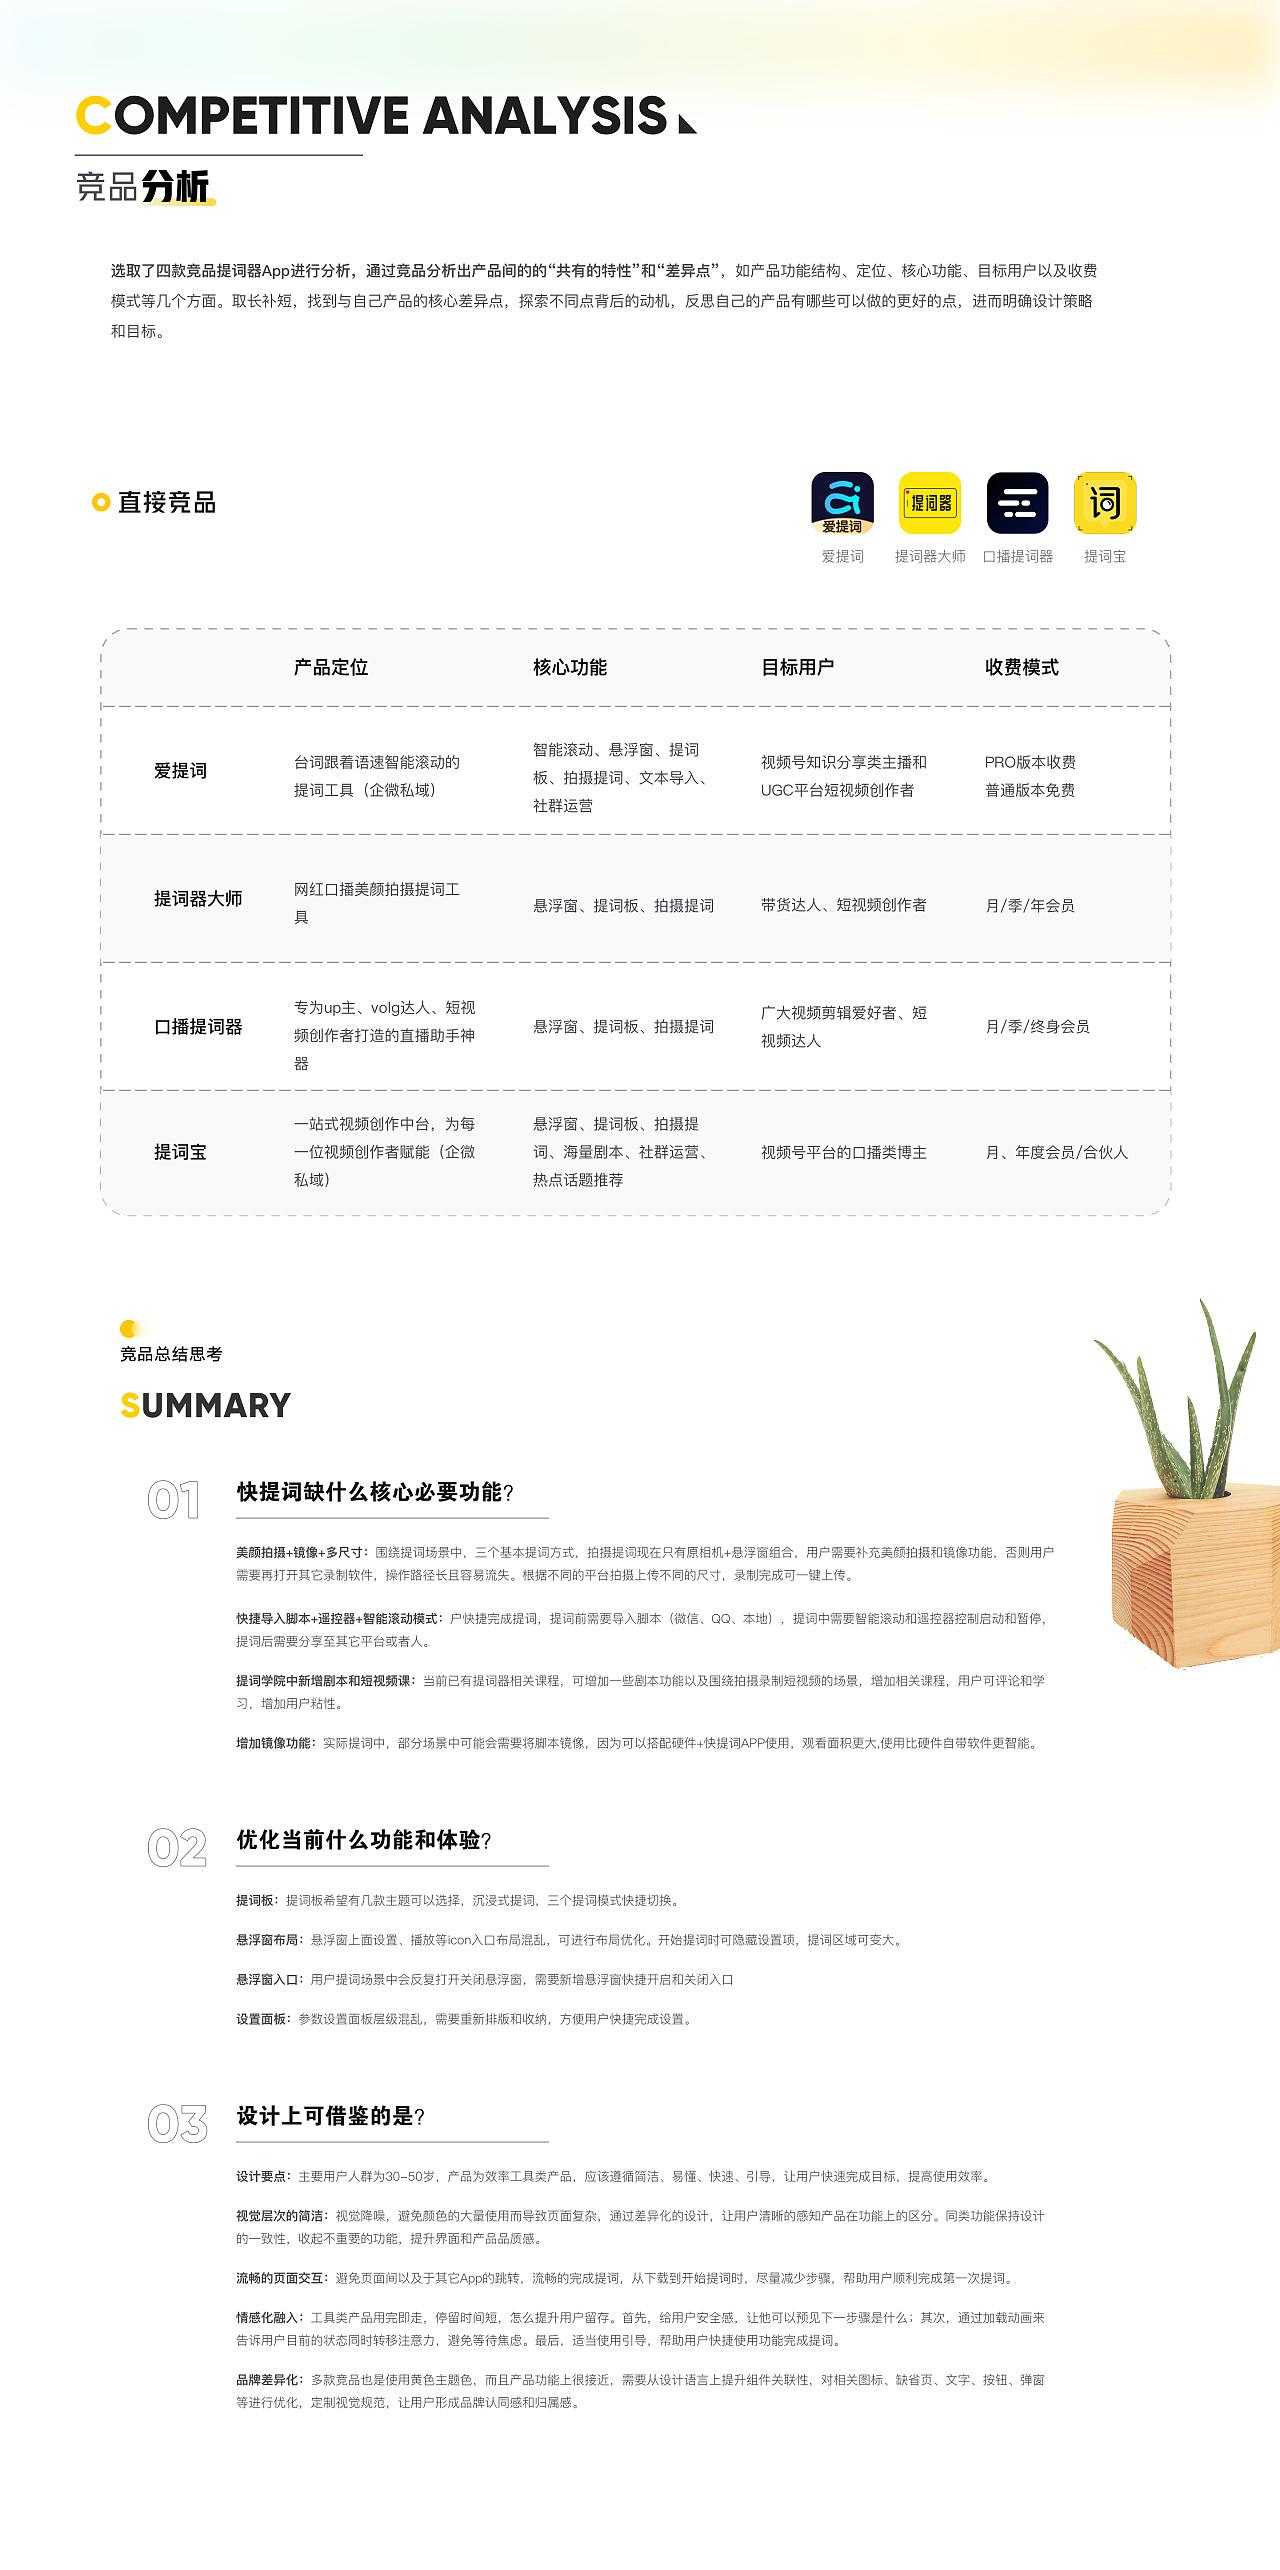 COMPETITIVE ANALYSIS
竞品分析
选取了四款竞品提词器App进行分析，通过竞品分析出产品间的的“共有的特性”和“差异点”，如产品功能结构、定位、核心功能、目标用户以及收费
模式等几个方面。取长补短，找到与自己产品的核心差异点，探索不同点背后的动机，反思自己的产品有哪些可以做的更好的点，进而明确设计策略
和目标。
直接竞品
爱提词
提词器
词
爱提词
提词器大师
口播提词器
提词宝
产品定位
核心功能
目标用户
收费模式
爱提词
台词跟着语速智能滚动的
提词工具（企微私域）
智能滚动、悬浮窗、提词
板、拍摄提词、文本导入、
社群运营
视频号知识分享类主播和
UGC平台短视频创作者
PRO版本收费
普通版本免费
提词器大师
网红口播美颜拍摄提词工
具
悬浮窗、提词板、拍摄提词
带货达人、短视频创作者
月/季/年会员
口播提词器
专为up主、volg达人、短视
频创作者打造的直播助手神
器
悬浮窗、提词板、拍摄提词
广大视频剪辑爱好者、短
视频达人
月/季/终身会员
提词宝
一站式视频创作中台，为每
一位视频创作者赋能（企微
私域）
悬浮窗、提词板、拍摄提
词、海量剧本、社群运营、
热点话题推荐
视频号平台的口播类博主
月、年度会员/合伙人
竞品总结思考
SUMMARY
01
快提词缺什么核心必要功能?
美颜拍摄+镜像+多尺寸：围绕提词场景中，三个基本提词方式，拍摄提词现在只有原相机+悬浮窗组合，用户需要补充美颜拍摄和镜像功能，否则用户
需要再打开其它录制软件，操作路径长且容易流失。根据不同的平台拍摄上传不同的尺寸，录制完成可一键上传。
快捷导入脚本+遥控器+智能滚动模式：户快捷完成提词，提词前需要导入脚本（微信、QQ、本地），提词中需要智能滚动和遥控器控制启动和暂停，
提词后需要分享至其它平台或者人。
提词学院中新增剧本和短视频课：当前已有提词器相关课程，可增加一些剧本功能以及围绕拍摄录制短视频的场景，增加相关课程，用户可评论和学
习，增加用户粘性。
增加镜像功能：实际提词中，部分场景中可能会需要将脚本镜像，因为可以搭配硬件+快提词APP使用，观看面积更大,使用比硬件自带软件更智能。
02
优化当前什么功能和体验?
提词板：提词板希望有几款主题可以选择，沉浸式提词，三个提词模式快捷切换。
悬浮窗布局：悬浮窗上面设置、播放等icon入口布局混乱，可进行布局优化。开始提词时可隐藏设置项，提词区域可变大。
悬浮窗入口：用户提词场景中会反复打开关闭悬浮窗，需要新增悬浮窗快捷开启和关闭入口
设置面板：参数设置面板层级混乱，需要重新排版和收纳，方便用户快捷完成设置。
03
设计上可借鉴的是?
设计要点：主要用户人群为30-50岁，产品为效率工具类产品，应该遵循简洁、易懂、快速、引导，让用户快速完成目标，提高使用效率。
视觉层次的简洁：视觉降噪，避免颜色的大量使用而导致页面复杂，通过差异化的设计，让用户清晰的感知产品在功能上的区分。同类功能保持设计
的一致性，收起不重要的功能，提升界面和产品品质感。
流畅的页面交互：避免页面间以及于其它App的跳转，流畅的完成提词，从下载到开始提词时，尽量减少步骤，帮助用户顺利完成第一次提词。
情感化融入：工具类产品用完即走，停留时间短，怎么提升用户留存。首先，给用户安全感，让他可以预见下一步骤是什么；其次，通过加载动画来
告诉用户目前的状态同时转移注意力，避免等待焦虑。最后，适当使用引导，帮助用户快捷使用功能完成提词。
品牌差异化：多款竞品也是使用黄色主题色，而且产品功能上很接近，需要从设计语言上提升组件关联性，对相关图标、缺省页、文字、按钮、弹窗
等进行优化，定制视觉规范，让用户形成品牌认同感和归属感。